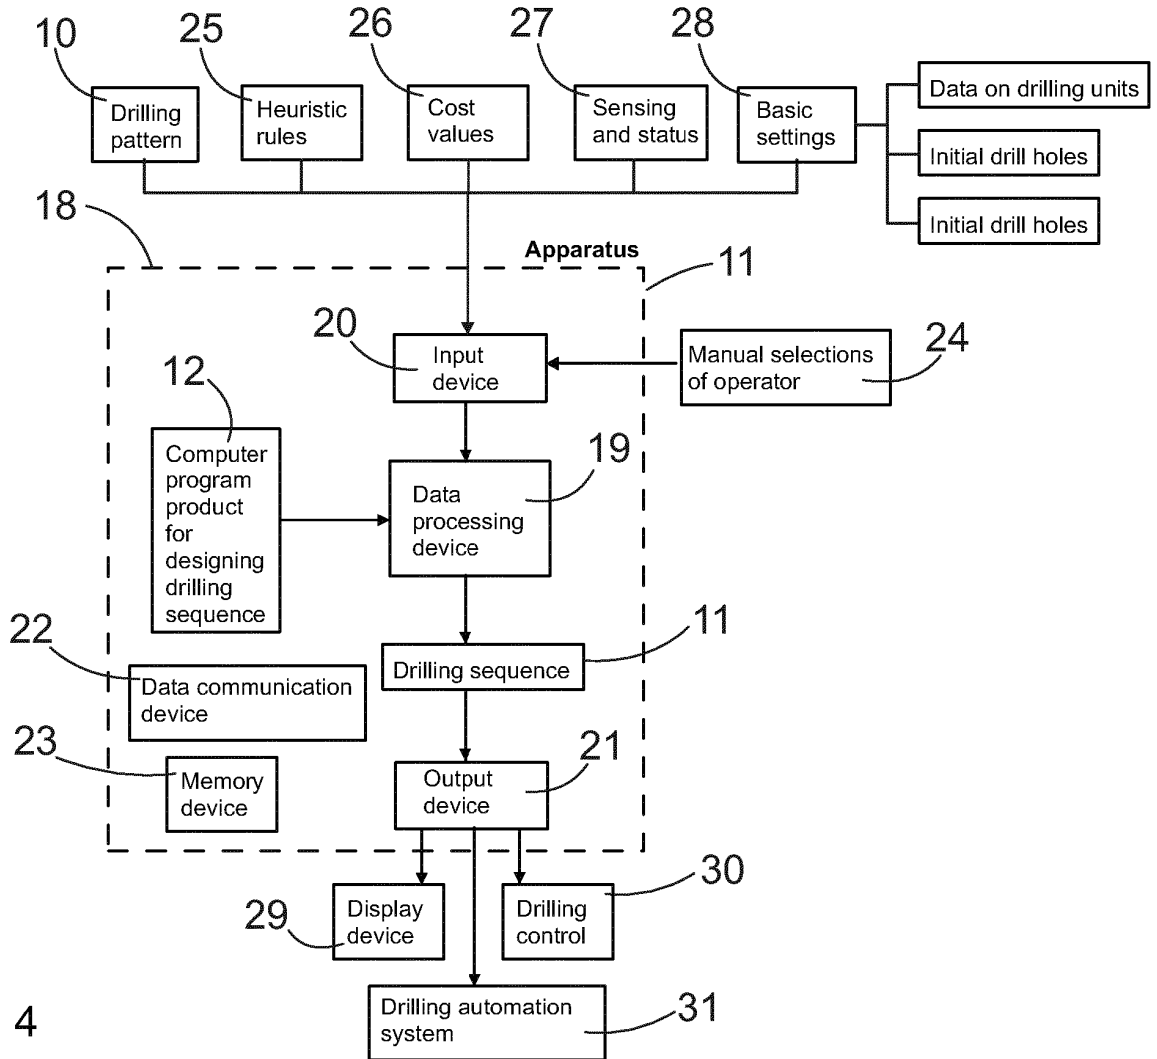 10
25
26
27
28
Drilling
pattern
Heuristic
rules
Cost
values
Sensing
and status
Basic
settings
Data on drilling units
Initial drill holes
Initial drill holes
18
Apparatus
11
20
Input
device
Manual selections
of operator
24
12
Computer
program
product
for
designing
drilling
sequence
19
Data
processing
device
11
Drilling sequence
22
Data communication
device
23
Memory
device
21
Output
device
29
Display
device
30
Drilling
control
Drilling automation
system
31
4